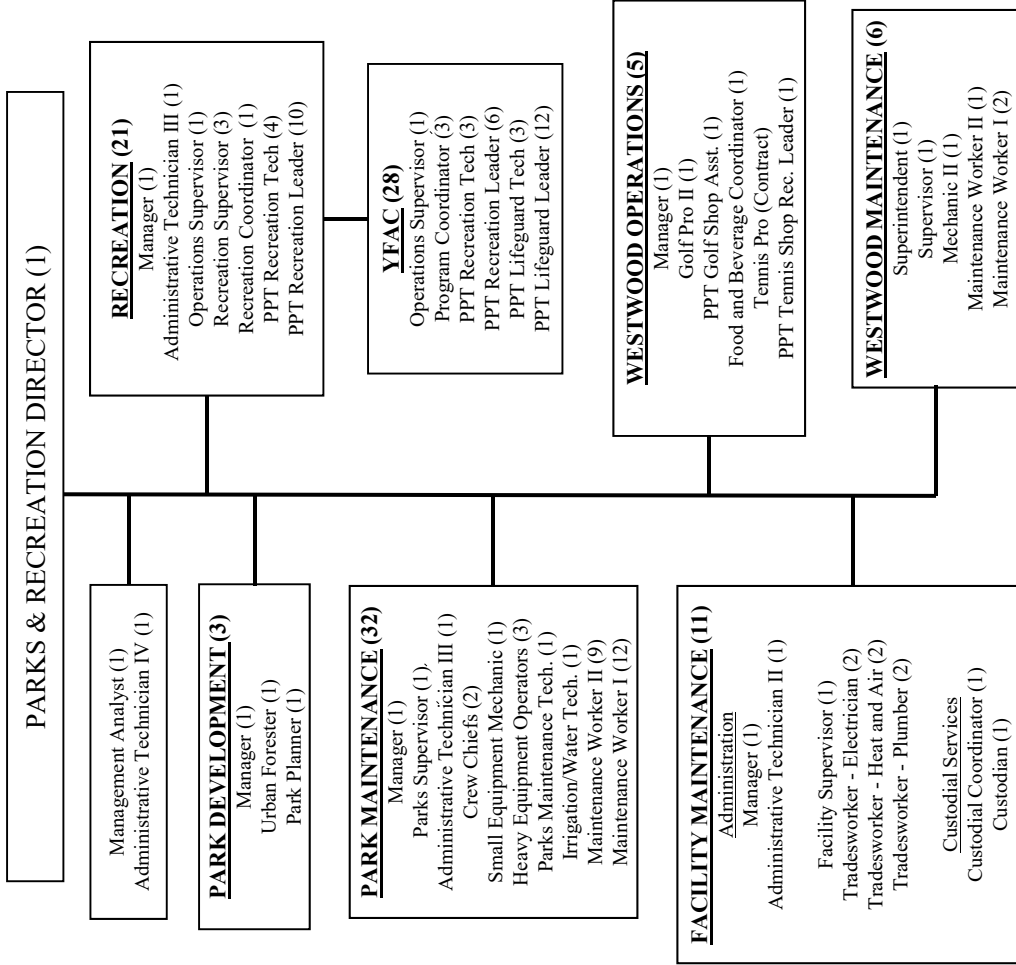 PARKS & RECREATION DIRECTOR (1)
Management Analyst (1)
Administrative Technician IV (1)
PARK DEVELOPMENT (3)
Manager (1)
Urban Forester (1)
Park Planner (1)
PARK MAINTENANCE (32)
Manager (1)
Parks Supervisor (1).
Administrative Technician III (1)
Crew Chiefs (2)
Small Equipment Mechanic (1)
Heavy Equipment Operators (3)
Parks Maintenance Tech. (1)
Irrigation/Water Tech. (1)
Maintenance Worker II (9)
Maintenance Worker I (12)
FACILITY MAINTENANCE (11)
Administration
Manager (1)
Administrative Technician II (1)
Facility Supervisor (1)
Tradesworker - Electrician (2)
Tradesworker - Heat and Air (2)
Tradesworker - Plumber (2)
Custodial Services
Custodial Coordinator (1)
Custodian (1)
RECREATION (21)
Manager (1)
Administrative Technician III (1)
Operations Supervisor (1)
Recreation Supervisor (3)
Recreation Coordinator (1)
PPT Recreation Tech (4)
PPT Recreation Leader (10)
YFAC (28)
Operations Supervisor (1)
Program Coordinator (3)
PPT Recreation Tech (3)
PPT Recreation Leader (6)
PPT Lifeguard Tech (3)
PPT Lifeguard Leader (12)
WESTWOOD OPERATIONS (5)
Manager (1)
Golf Pro II (1)
PPT Golf Shop Asst. (1)
Food and Beverage Coordinator (1)
Tennis Pro (Contract)
PPT Tennis Shop Rec. Leader (1)
WESTWOOD MAINTENANCE (6)
Superintendent (1)
Supervisor (1)
Mechanic II (1)
Maintenance Worker II (1)
Maintenance Worker I (2)